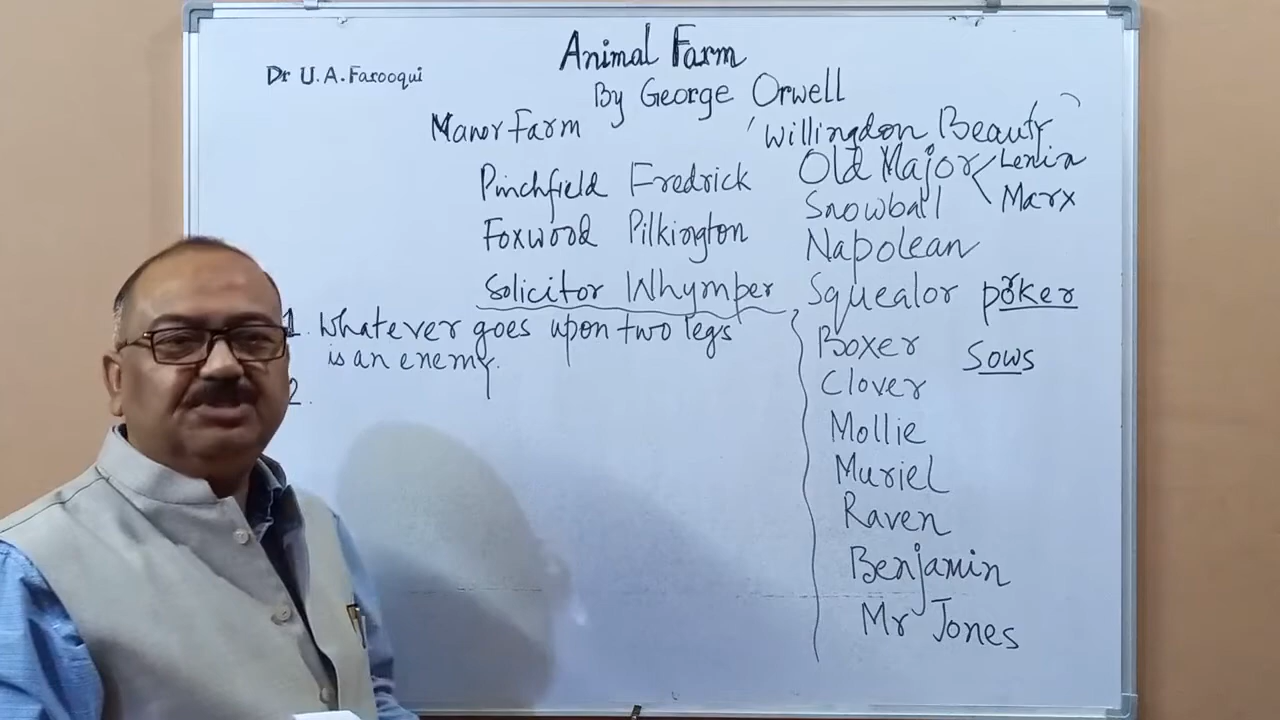 Animal Farm
Dr U.A. Farooqui
By George Orwell
Manor Farm
'Willingdon Beauty'
Old Major
Lenin
Marx
Pinchfield Fredrick
Snowball
Foxwood Pilkington
Napolean
Solicitor Whymper
Squealor porker
1. Whatever goes upon two legs
is an enemy.
2.
Boxer
Sows
Clover
Mollie
Muriel
Raven
Benjamin
Mr Jones